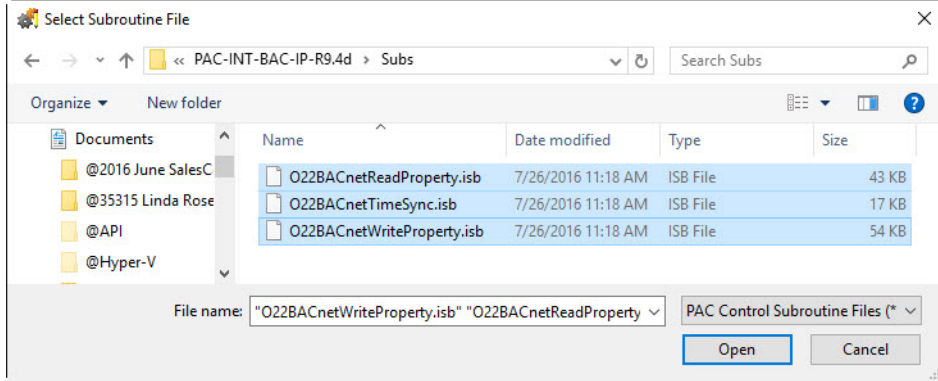 Select Subroutine File
« PAC-INT-BAC-IP-R9.4d > Subs
Search Subs
Organize
New folder
?
Documents
Name
Date modified
Type
Size
@2016 June SalesC
O22BACnetReadProperty.isb 7/26/2016 11:18 AM ISB File 43 KB
@35315 Linda Rose
O22BACnetTimeSync.isb 7/26/2016 11:18 AM ISB File 17 KB
@API
O22BACnetWriteProperty.isb 7/26/2016 11:18 AM ISB File 54 KB
@Hyper-V
File name: "O22BACnetWriteProperty.isb" "O22BACnetReadProperty
PAC Control Subroutine Files (*
Open
Cancel